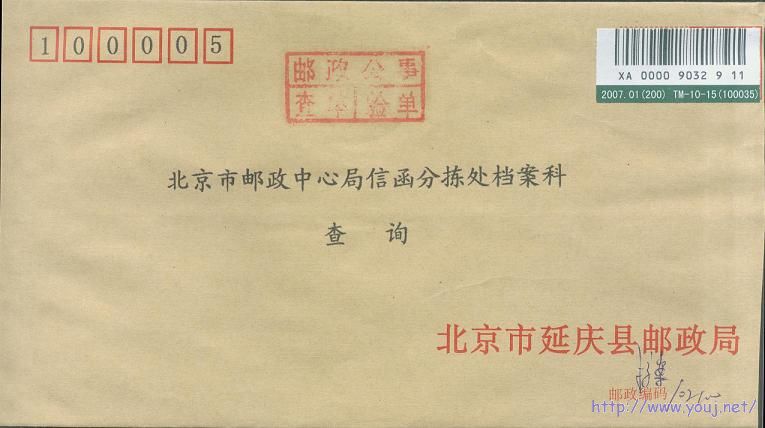 100005
邮政公事
查单验单
XA 0000 9032 9 11
2007.01(200) TM-10-15(100035)
北京市邮政中心局信函分拣处档案科
查 询
北京市延庆县邮政局
邮政编码 102100
http://www.youj.net/